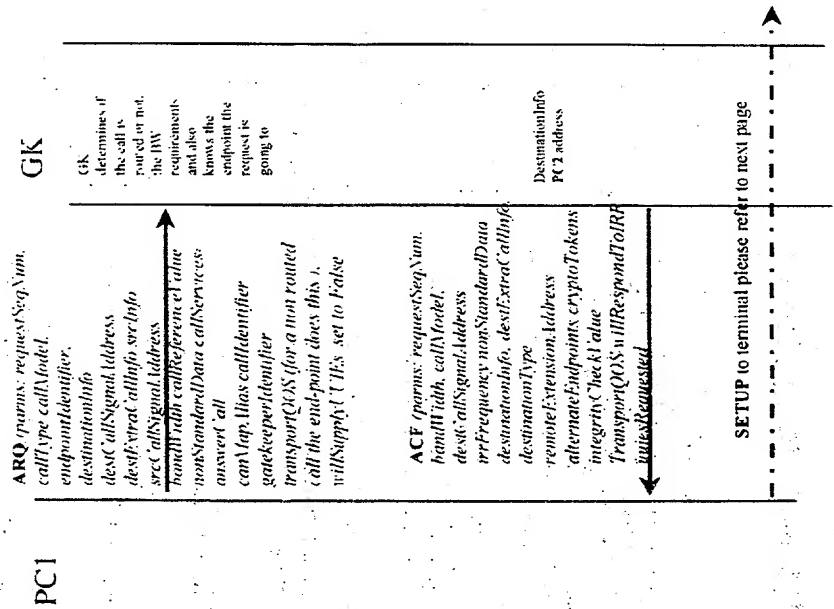 PC1
GK
ARQ (parms: requestSeqNum,
callType callModel,
endpointIdentifier,
destinationInfo
destCallSignalAddress
destExtraCallInfo srcInfo
srcCallSignalAddress
bandWidth callReferenceValue
nonStandardData callServices,
answerCall
canMapAlias callIdentifier
gatekeeperIdentifier
transportQOS (for a non routed
call the end-point does this ),
willSupplyUUIEs set to False
GK
determines if
the call is
routed or not,
the BW
requirements
and also
knows the
endpoint the
request is
going to
ACF (parms: requestSeqNum,
bandWidth, callModel,
destCallSignalAddress
irrFrequency nonStandardData
destinationInfo, destExtraCallInfo,
destinationType
remoteExtensionAddress
alternateEndpoints cryptoTokens
integrityCheckValue
TransportQOS willRespondToIRR
uuiesRequested
DestinationInfo
PC2 address
SETUP to terminal please refer to next page